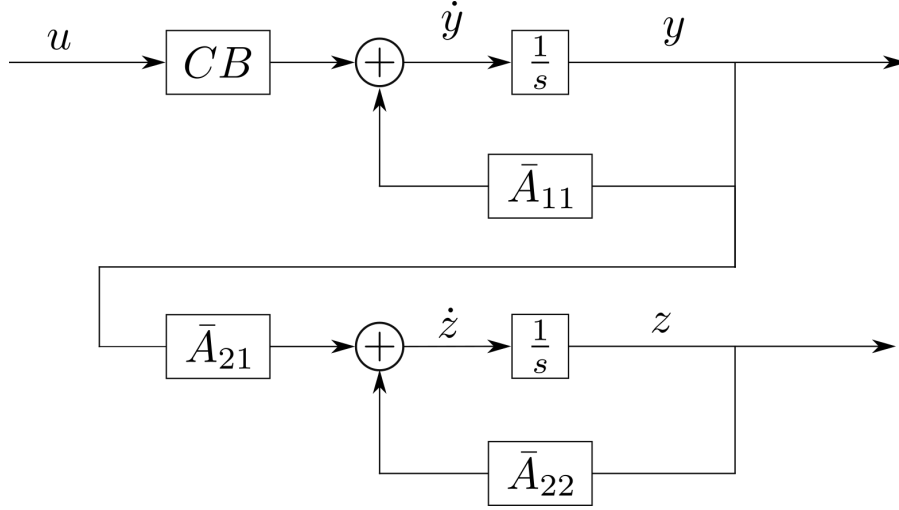 u CB + ẏ 1/s y
Ā₁₁
Ā₂₁ + ż 1/s z
Ā₂₂